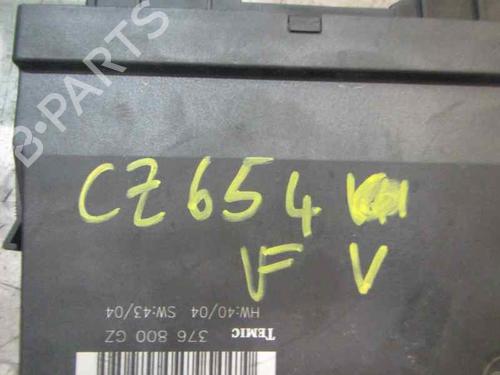 B-PARTS
CZ654
VF V
HW:40/04 SW:43/04
TEMIC 376 800 GZ